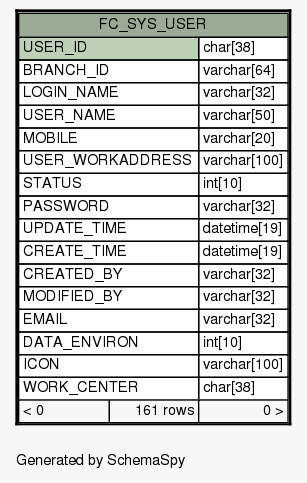 FC_SYS_USER
USER_ID char[38]
BRANCH_ID varchar[64]
LOGIN_NAME varchar[32]
USER_NAME varchar[50]
MOBILE varchar[20]
USER_WORKADDRESS varchar[100]
STATUS int[10]
PASSWORD varchar[32]
UPDATE_TIME datetime[19]
CREATE_TIME datetime[19]
CREATED_BY varchar[32]
MODIFIED_BY varchar[32]
EMAIL varchar[32]
DATA_ENVIRON int[10]
ICON varchar[100]
WORK_CENTER char[38]
< 0 161 rows 0 >
Generated by SchemaSpy